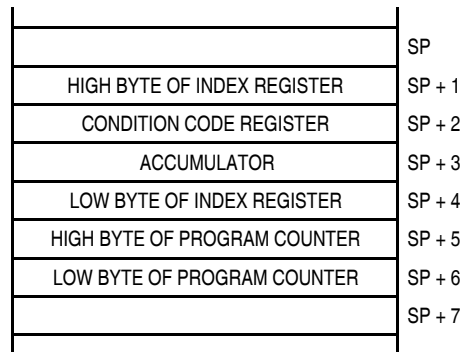 SP
HIGH BYTE OF INDEX REGISTER SP + 1
CONDITION CODE REGISTER SP + 2
ACCUMULATOR SP + 3
LOW BYTE OF INDEX REGISTER SP + 4
HIGH BYTE OF PROGRAM COUNTER SP + 5
LOW BYTE OF PROGRAM COUNTER SP + 6
SP + 7